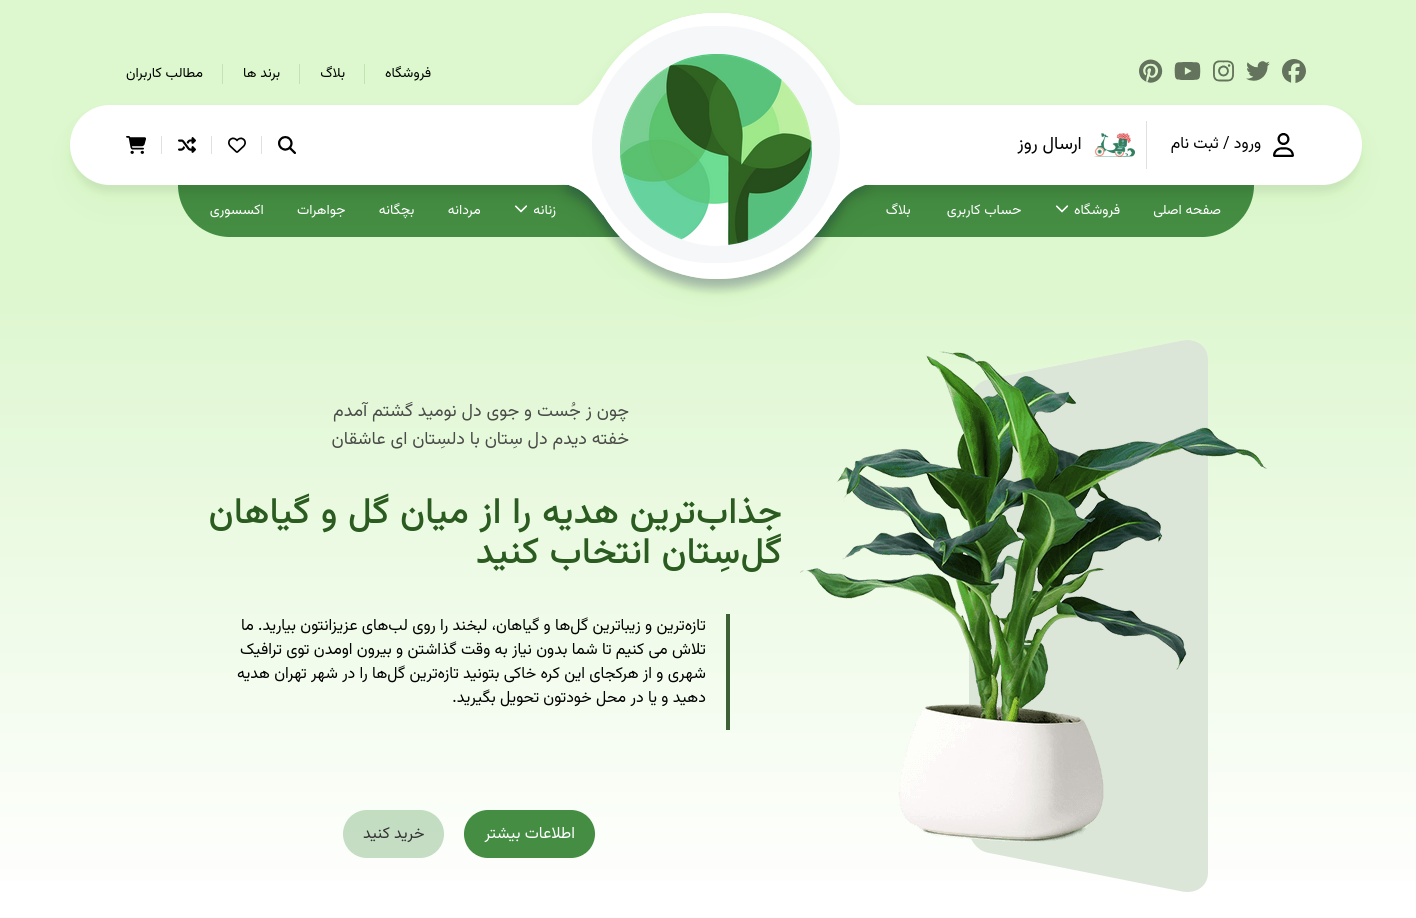 فروشگاه
بلاگ
برند ها
مطالب کاربران
ورود / ثبت نام
ارسال روز
صفحه اصلی
فروشگاه
حساب کاربری
بلاگ
زنانه
مردانه
بچگانه
جواهرات
اکسسوری
چون ز جُست و جوی دل نومید گشتم آمدم
خفته دیدم دل سِتان با دلسِتان ای عاشقان
جذاب‌ترین هدیه را از میان گل و گیاهان
گل‌سِتان انتخاب کنید
تازه‌ترین و زیباترین گل‌ها و گیاهان، لبخند را روی لب‌های عزیزانتون بیارید. ما
تلاش می کنیم تا شما بدون نیاز به وقت گذاشتن و بیرون اومدن توی ترافیک
شهری و از هرکجای این کره خاکی بتونید تازه‌ترین گل‌ها را در شهر تهران هدیه
دهید و یا در محل خودتون تحویل بگیرید.
اطلاعات بیشتر
خرید کنید